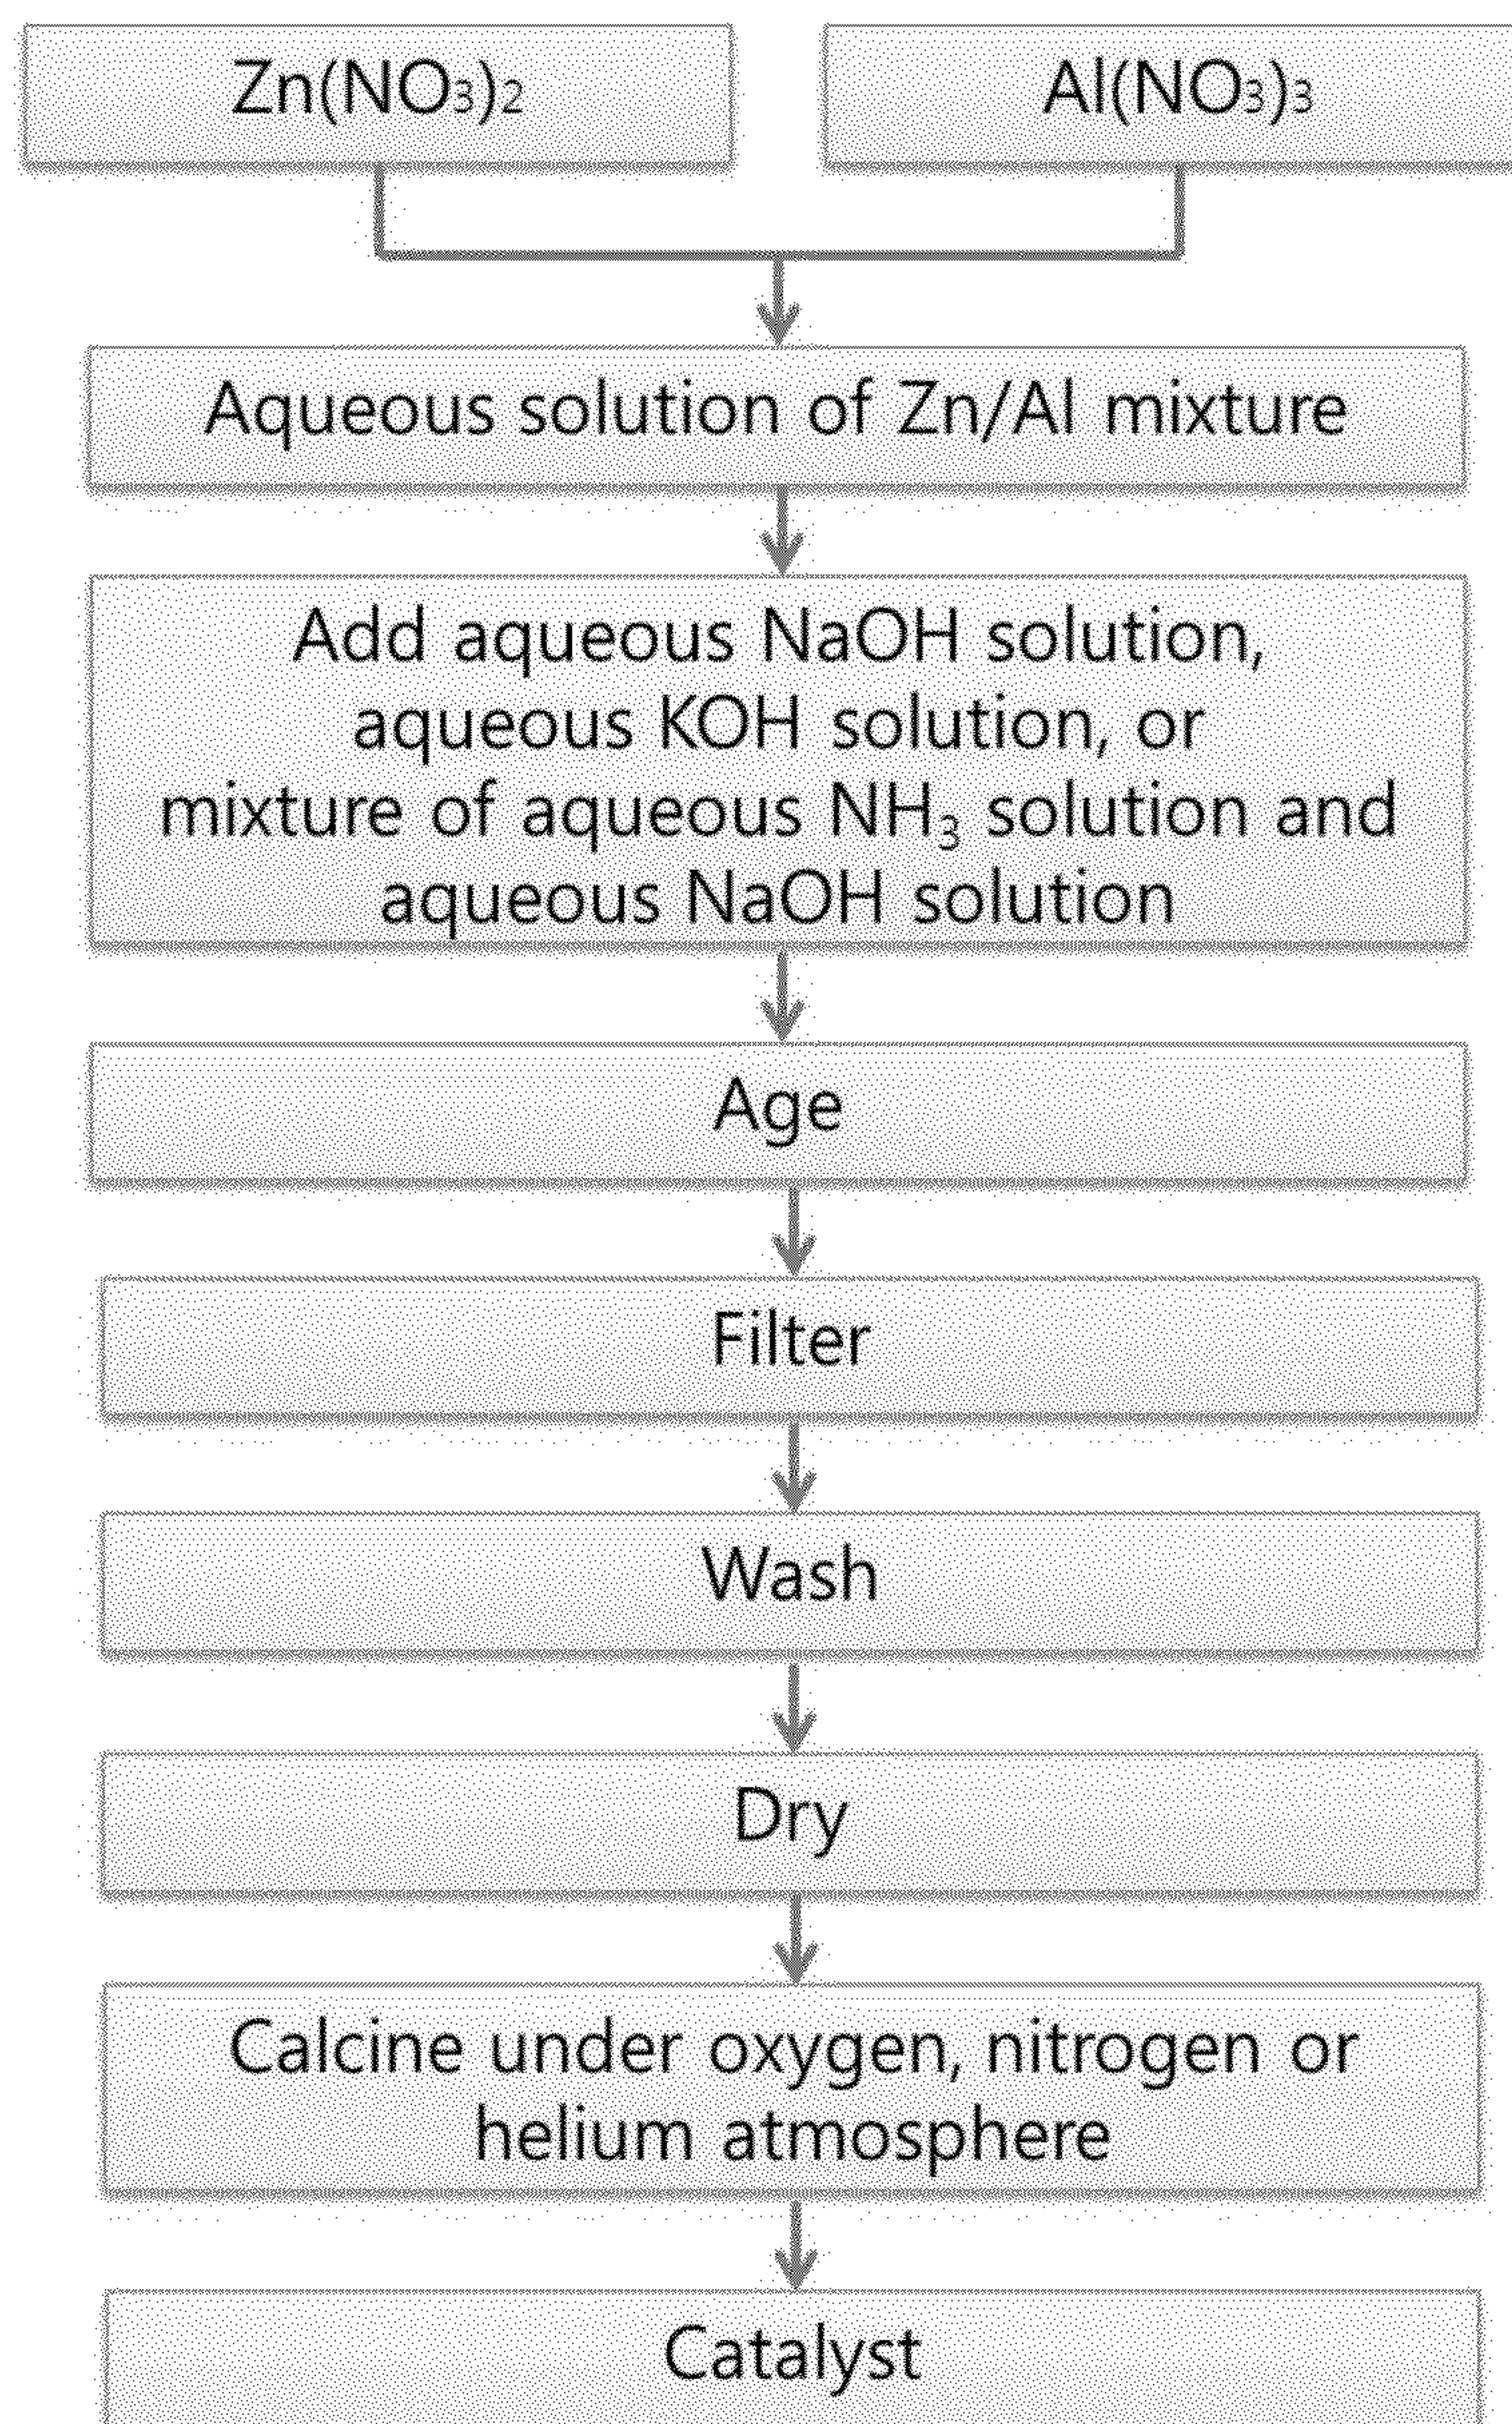 Zn(NO₃)₂
Al(NO₃)₃
Aqueous solution of Zn/Al mixture
Add aqueous NaOH solution,
aqueous KOH solution, or
mixture of aqueous NH₃ solution and
aqueous NaOH solution
Age
Filter
Wash
Dry
Calcine under oxygen, nitrogen or
helium atmosphere
Catalyst